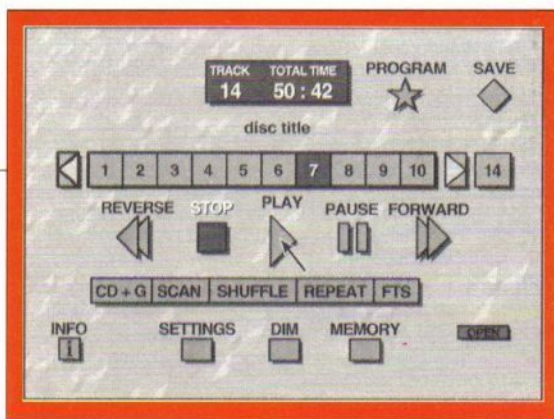 TRACK TOTAL TIME PROGRAM SAVE
14 50 : 42
disc title
1 2 3 4 5 6 7 8 9 10 14
REVERSE STOP PLAY PAUSE FORWARD
CD + G SCAN SHUFFLE REPEAT FTS
INFO SETTINGS DIM MEMORY OPEN
i